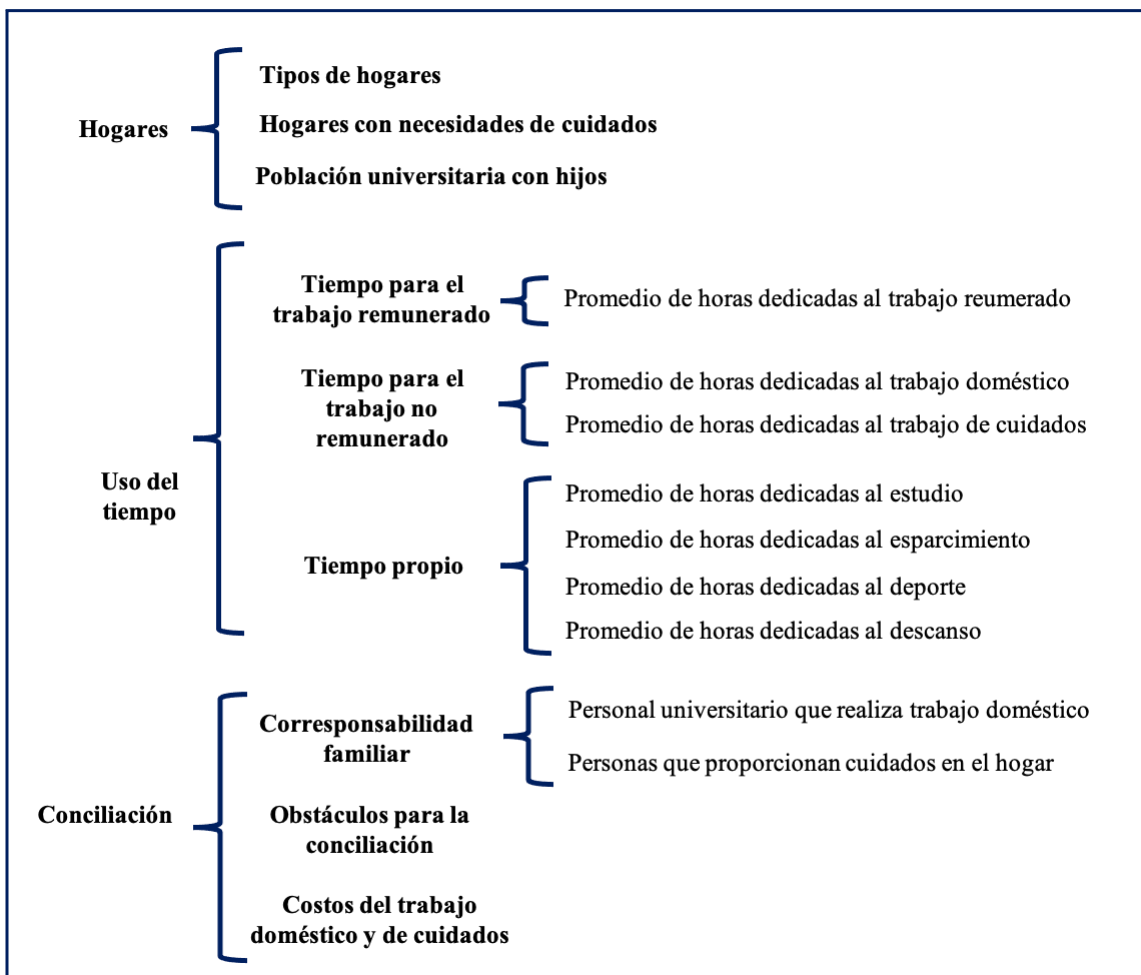 Hogares
Tipos de hogares
Hogares con necesidades de cuidados
Población universitaria con hijos
Uso del
tiempo
Tiempo para el
trabajo remunerado
Promedio de horas dedicadas al trabajo reumerado
Tiempo para el
trabajo no
remunerado
Promedio de horas dedicadas al trabajo doméstico
Promedio de horas dedicadas al trabajo de cuidados
Tiempo propio
Promedio de horas dedicadas al estudio
Promedio de horas dedicadas al esparcimiento
Promedio de horas dedicadas al deporte
Promedio de horas dedicadas al descanso
Conciliación
Corresponsabilidad
familiar
Personal universitario que realiza trabajo doméstico
Personas que proporcionan cuidados en el hogar
Obstáculos para la
conciliación
Costos del trabajo
doméstico y de cuidados